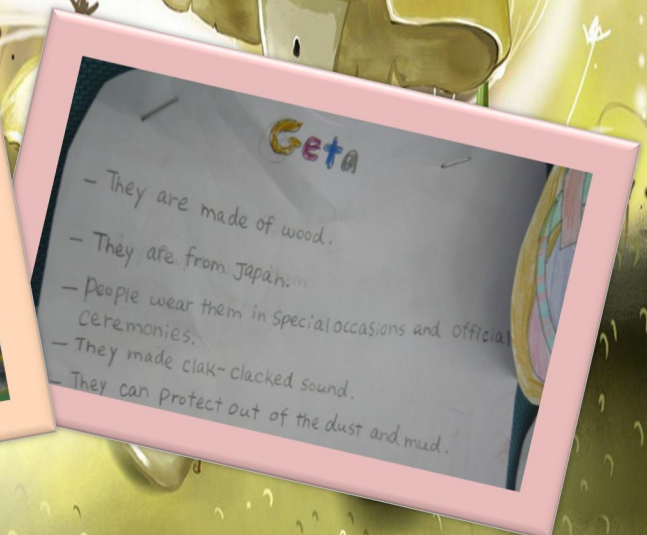 Geta
- They are made of wood.
- They are from Japan.
- People wear them in special occasions and official
ceremonies.
- They made clak-clacked sound.
- They can protect out of the dust and mud.